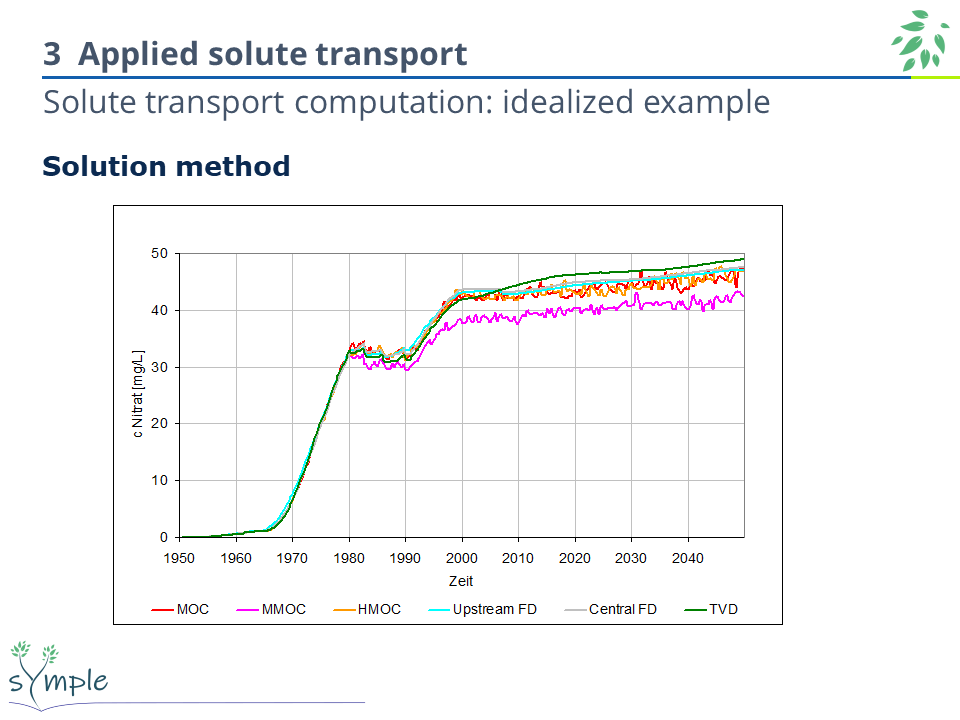 3 Applied solute transport
Solute transport computation: idealized example
Solution method
50
40
30
20
10
0
c Nitrat [mg/L]
1950 1960 1970 1980 1990 2000 2010 2020 2030 2040
Zeit
MOC MMOC HMOC Upstream FD Central FD TVD
sYmple